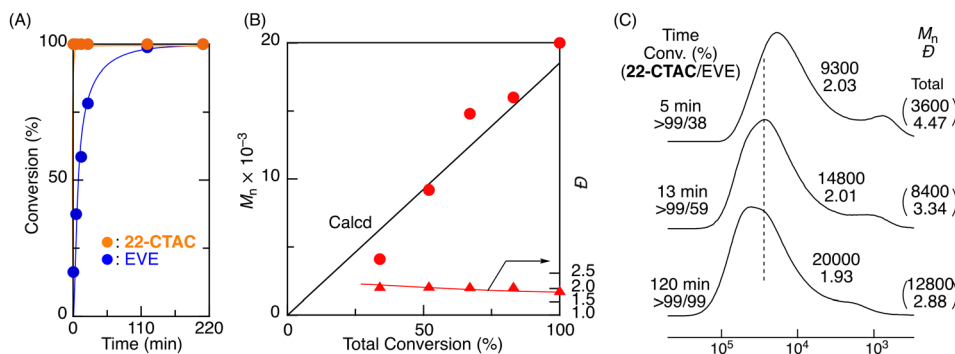 (A)
Conversion (%)
100
50
0
0 110 220
Time (min)
: 22-CTAC
: EVE
(B)
Mn × 10−3
20
10
0
0 50 100
Total Conversion (%)
Calcd
Đ
2.5
2.0
1.5
1.0
(C)
Time
Conv. (%)
(22-CTAC/EVE)
Mn
Đ
Total
5 min
>99/38
9300
2.03
(3600
4.47)
13 min
>99/59
14800
2.01
(8400
3.34)
120 min
>99/99
20000
1.93
(12800
2.88)
105 104 103